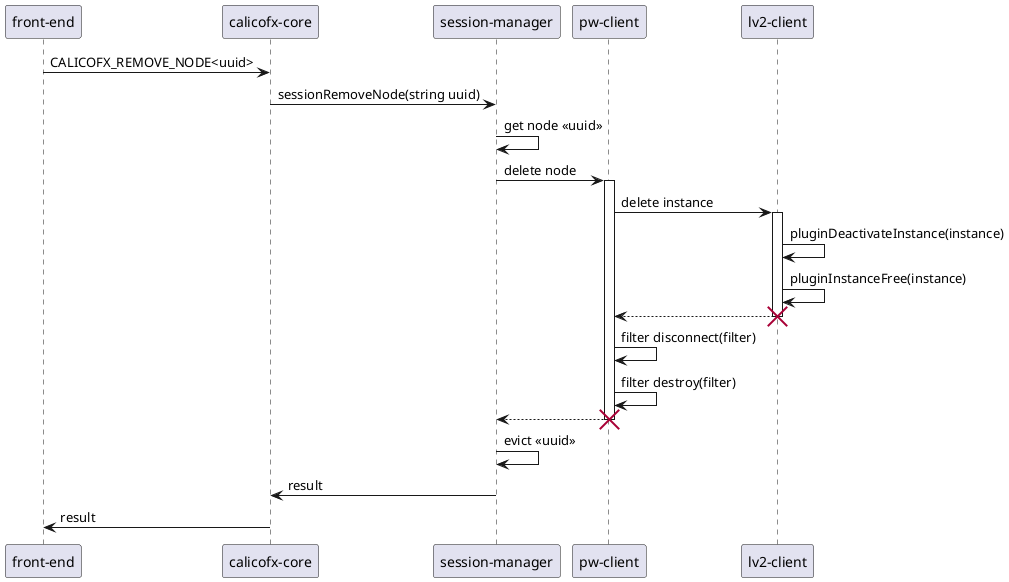 front-end
calicofx-core
session-manager
pw-client
lv2-client
CALICOFX_REMOVE_NODE<uuid>
sessionRemoveNode(string uuid)
get node «uuid»
delete node
delete instance
pluginDeactivateInstance(instance)
pluginInstanceFree(instance)
filter disconnect(filter)
filter destroy(filter)
evict «uuid»
result
result
front-end
calicofx-core
session-manager
pw-client
lv2-client